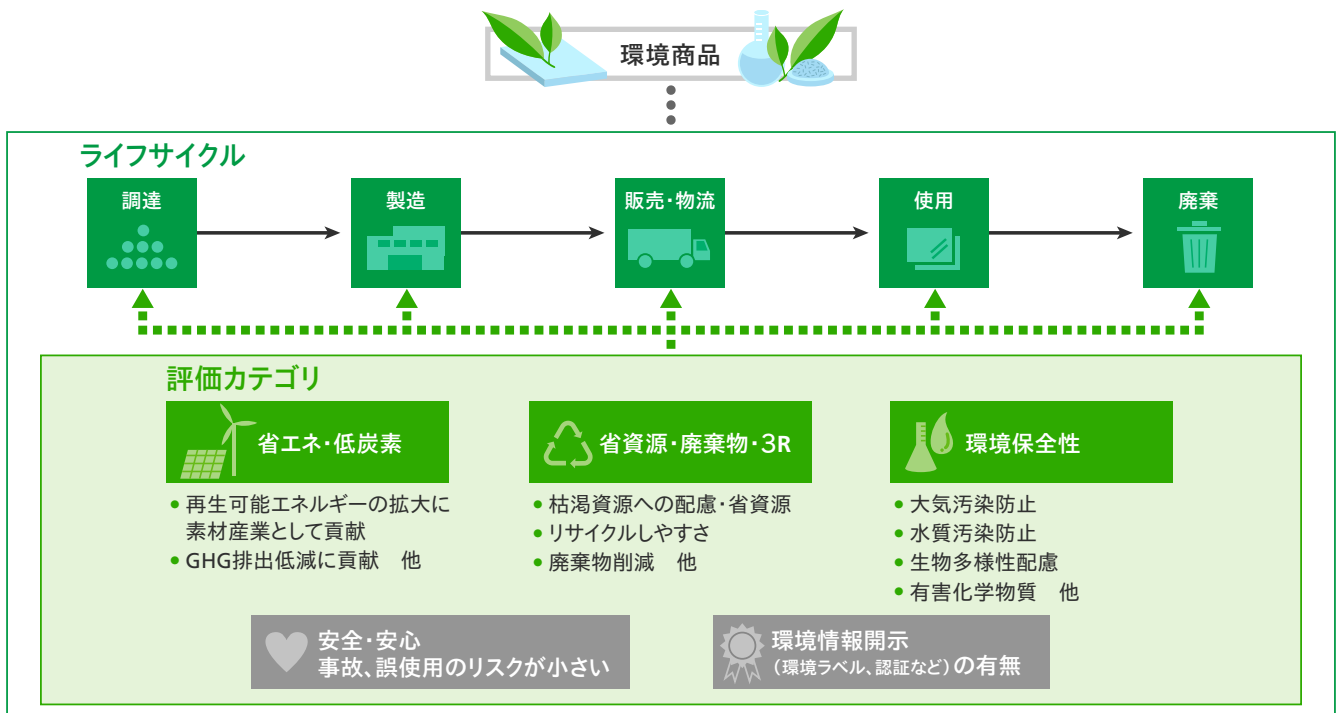 環境商品
ライフサイクル
調達
製造
販売・物流
使用
廃棄
評価カテゴリ
省エネ・低炭素
• 再生可能エネルギーの拡大に
素材産業として貢献
• GHG排出低減に貢献　他
省資源・廃棄物・3R
• 枯渇資源への配慮・省資源
• リサイクルしやすさ
• 廃棄物削減　他
環境保全性
• 大気汚染防止
• 水質汚染防止
• 生物多様性配慮
• 有害化学物質　他
安全・安心
事故、誤使用のリスクが小さい
環境情報開示
（環境ラベル、認証など）の有無